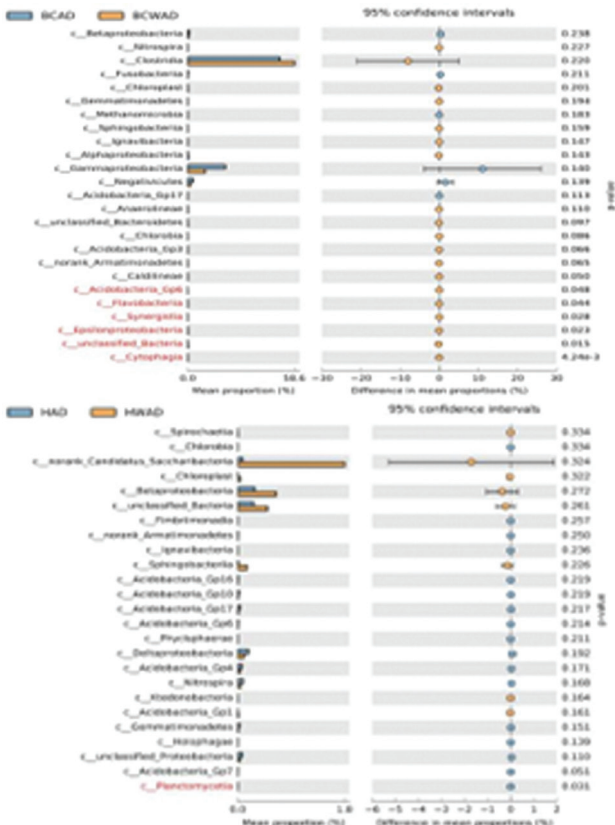 BCAD BCWAD 95% confidence intervals
c__Betaproteobacteria 0.238
c__Nitrospira 0.227
c__Clostridia 0.220
c__Fusobacteria 0.211
c__Chloroplast 0.201
c__Gemmatimonadetes 0.194
c__Methanomicrobia 0.183
c__Sphingobacteria 0.159
c__Ignavibacteria 0.147
c__Alphaproteobacteria 0.143
c__Gammaproteobacteria 0.140
c__Negativicutes 0.139
c__Acidobacteria_Gp17 0.113
c__Anaerolineae 0.110
c__unclassified_Bacteroidetes 0.097
c__Chlorobia 0.086
c__Acidobacteria_Gp3 0.066
c__norank_Armatimonadetes 0.065
c__Caldilineae 0.050
c__Acidobacteria_Gp6 0.048
c__Flavobacteria 0.044
c__Synergistia 0.028
c__Epsilonproteobacteria 0.023
c__unclassified_Bacteria 0.015
c__Cytophagia 4.24e-3
p-value
0.0 58.6 −30 −20 −10 0 10 20 30
Mean proportion (%) Difference in mean proportions (%)
HAD HWAD 95% confidence intervals
c__Spirochaetia 0.334
c__Chlorobia 0.334
c__norank_Candidatus_Saccharibacteria 0.324
c__Chloroplast 0.322
c__Betaproteobacteria 0.272
c__unclassified_Bacteria 0.261
c__Fimbriimonadia 0.257
c__norank_Armatimonadetes 0.250
c__Ignavibacteria 0.236
c__Sphingobacteriia 0.226
c__Acidobacteria_Gp16 0.219
c__Acidobacteria_Gp10 0.219
c__Acidobacteria_Gp17 0.217
c__Acidobacteria_Gp6 0.214
c__Phycisphaerae 0.211
c__Deltaproteobacteria 0.192
c__Acidobacteria_Gp4 0.171
c__Nitrospira 0.168
c__Ktedonobacteria 0.164
c__Acidobacteria_Gp1 0.161
c__Gemmatimonadetes 0.151
c__Holophagae 0.139
c__unclassified_Proteobacteria 0.110
c__Acidobacteria_Gp7 0.051
c__Planctomycetia 0.031
p-value
0.0 1.8 −6 −5 −4 −3 −2 −1 0 1 2
Mean proportion (%) Difference in mean proportions (%)